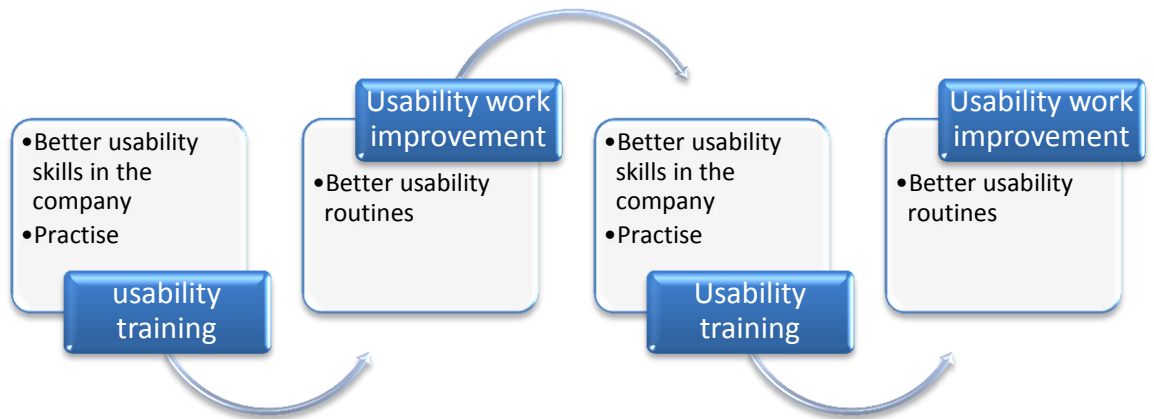 •Better usability
skills in the
company
•Practise
usability
training
Usability work
improvement
•Better usability
routines
•Better usability
skills in the
company
•Practise
Usability
training
Usability work
improvement
•Better usability
routines